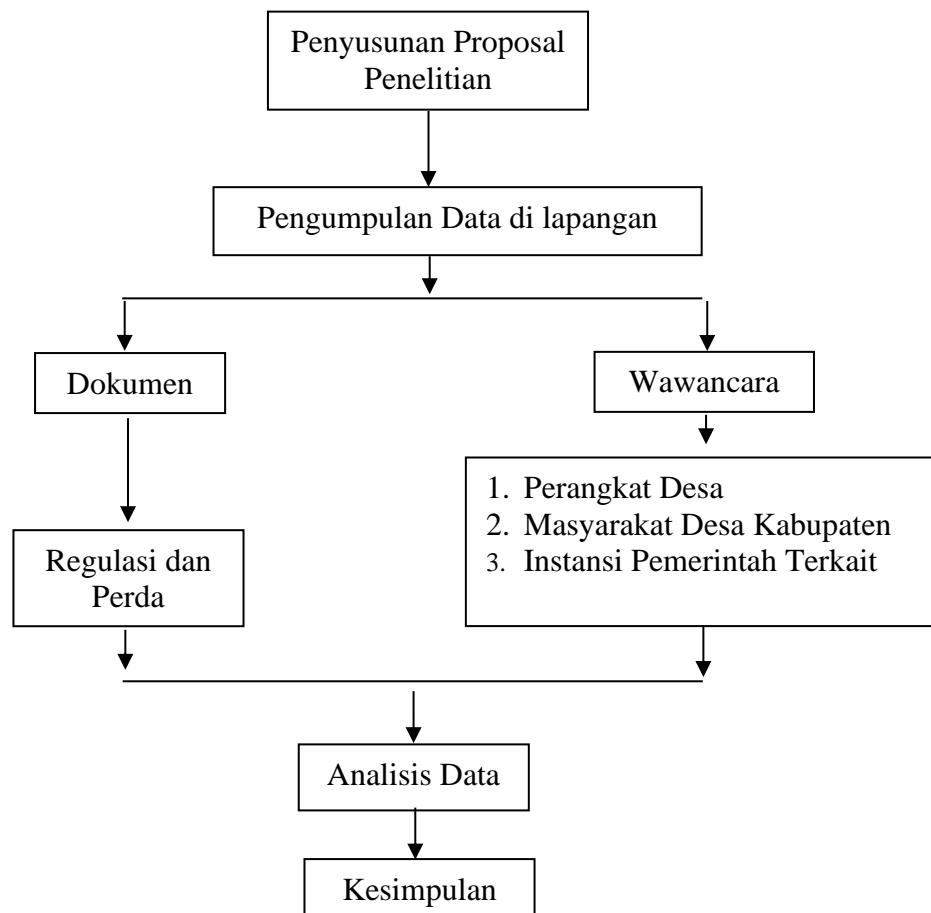 Penyusunan Proposal
Penelitian
Pengumpulan Data di lapangan
Dokumen
Wawancara
1. Perangkat Desa
2. Masyarakat Desa Kabupaten
3. Instansi Pemerintah Terkait
Regulasi dan
Perda
Analisis Data
Kesimpulan